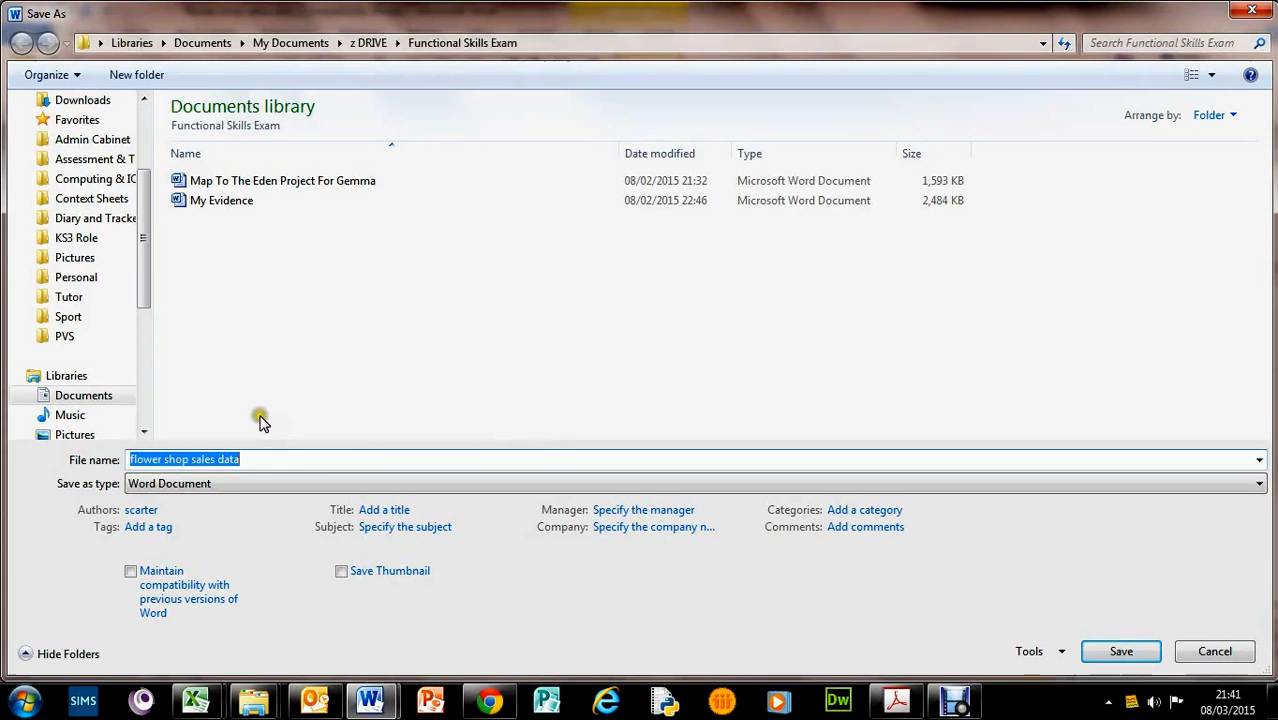 Save As
Libraries Documents My Documents z DRIVE Functional Skills Exam Search Functional Skills Exam
Organize New folder
Downloads
Favorites
Admin Cabinet
Assessment & T
Computing & IC
Context Sheets
Diary and Tracke
KS3 Role
Pictures
Personal
Tutor
Sport
PVS
Libraries
Documents
Music
Pictures
Documents library
Functional Skills Exam
Arrange by: Folder
Name Date modified Type Size
Map To The Eden Project For Gemma 08/02/2015 21:32 Microsoft Word Document 1,593 KB
My Evidence 08/02/2015 22:46 Microsoft Word Document 2,484 KB
File name: flower shop sales data
Save as type: Word Document
Authors: scarter Title: Add a title Manager: Specify the manager Categories: Add a category
Tags: Add a tag Subject: Specify the subject Company: Specify the company n... Comments: Add comments
Maintain
compatibility with
previous versions of
Word
Save Thumbnail
Hide Folders Tools Save Cancel
SIMS
Dw
21:41
08/03/2015